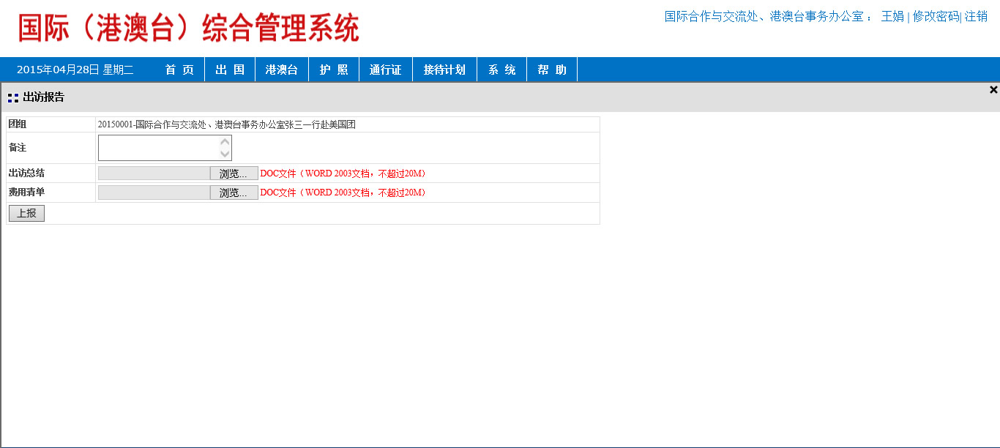 国际（港澳台）综合管理系统
国际合作与交流处、港澳台事务办公室 ： 王娟 | 修改密码| 注销
2015年04月28日 星期二 首 页 出 国 港澳台 护 照 通行证 接待计划 系 统 帮 助
出访报告
团组 20150001-国际合作与交流处、港澳台事务办公室张三一行赴美国团
备注
出访总结 浏览... DOC文件（WORD 2003文档，不超过20M）
费用清单 浏览... DOC文件（WORD 2003文档，不超过20M）
上报